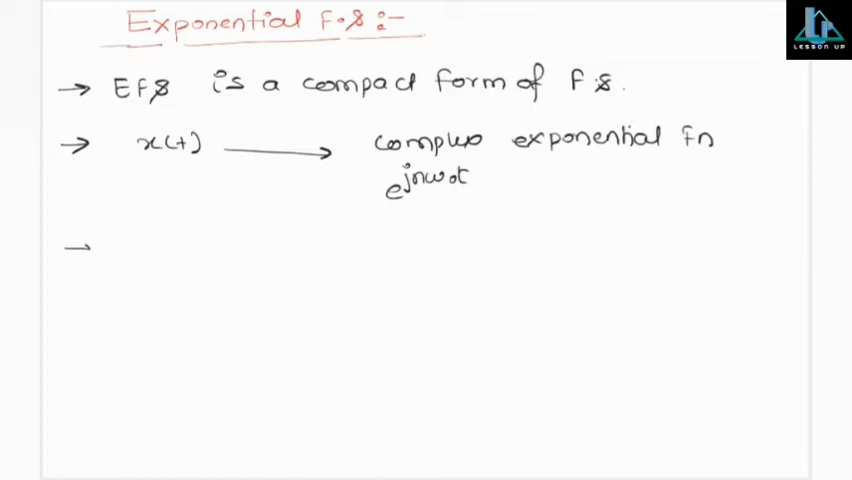 Exponential F.S :-
LESSON UP
→ EFS is a compact form of F.S.
→ x(t) ⟶ complex exponential fn
e^jnω0t
→